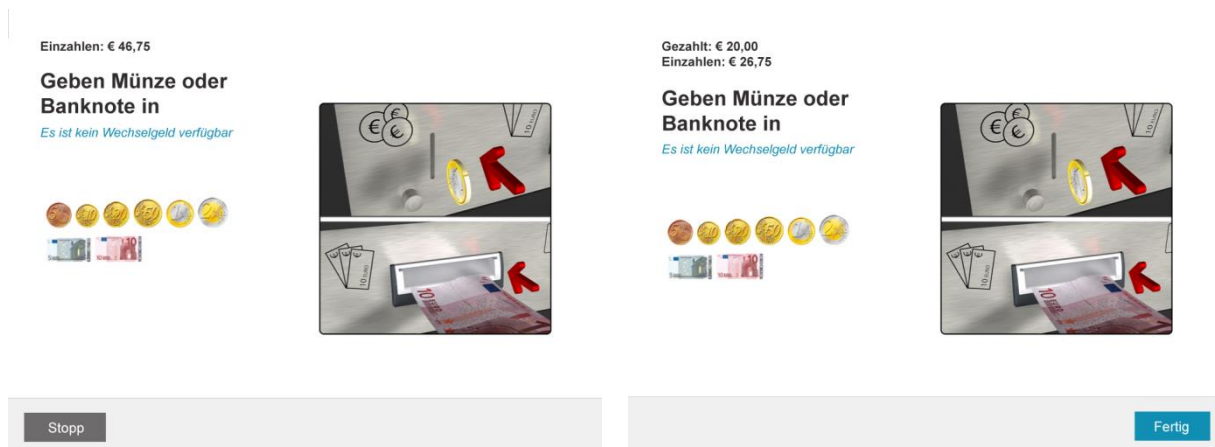 Einzahlen: € 46,75
Geben Münze oder
Banknote in
Es ist kein Wechselgeld verfügbar
Stopp
Gezahlt: € 20,00
Einzahlen: € 26,75
Geben Münze oder
Banknote in
Es ist kein Wechselgeld verfügbar
Fertig